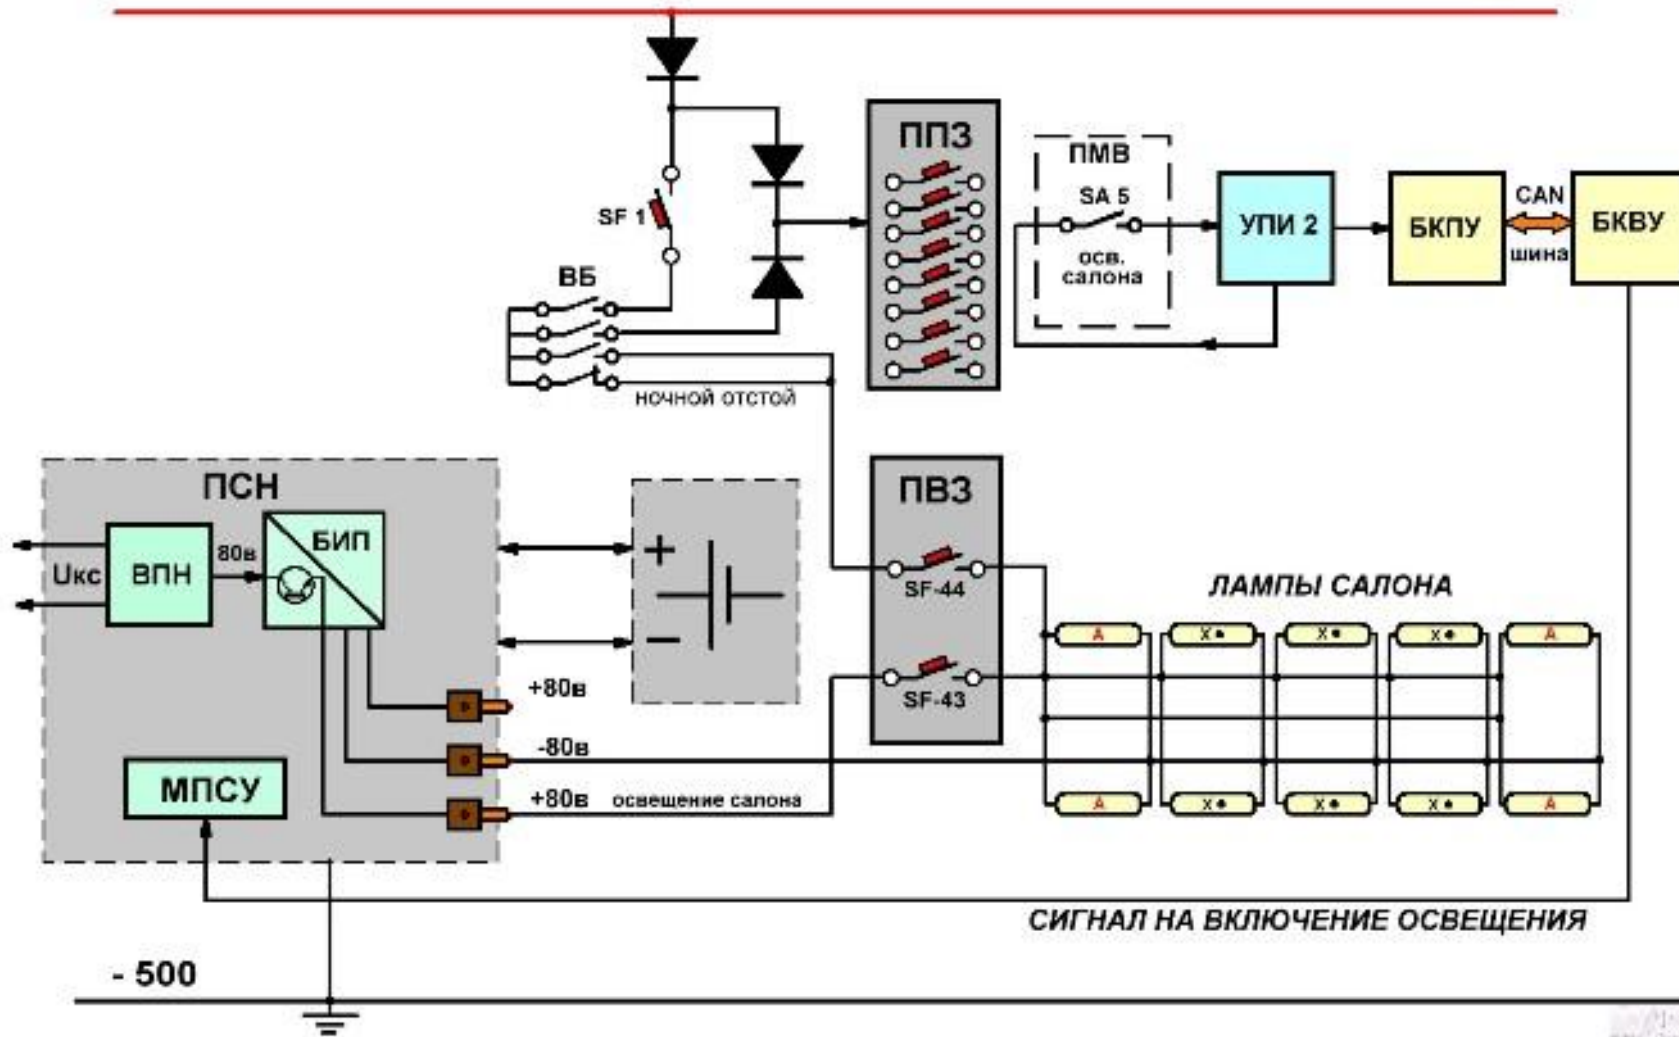 ППЗ
ПМВ
SA 5
осв.
салона
УПИ 2
БКПУ
CAN
шина
БКВУ
SF 1
ВБ
ночной отстой
ПСН
Uкс
ВПН
80в
БИП
+
−
ПВЗ
SF-44
SF-43
ЛАМПЫ САЛОНА
А Х Х Х А
+80в
-80в
+80в освещение салона
МПСУ
А Х Х Х А
СИГНАЛ НА ВКЛЮЧЕНИЕ ОСВЕЩЕНИЯ
- 500